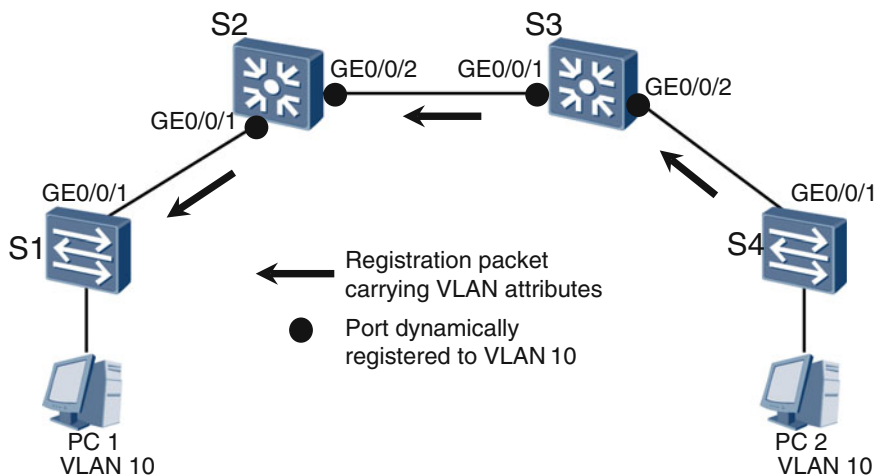 S2
S3
GE0/0/2
GE0/0/1
GE0/0/2
GE0/0/1
GE0/0/1
GE0/0/1
S1
S4
Registration packet
carrying VLAN attributes
Port dynamically
registered to VLAN 10
PC 1
VLAN 10
PC 2
VLAN 10